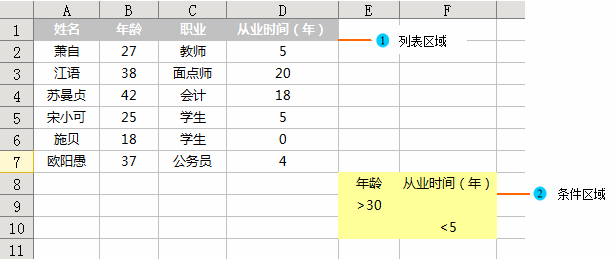 A B C D E F
1 姓名 年龄 职业 从业时间（年）
① 列表区域
2 萧自 27 教师 5
3 江语 38 面点师 20
4 苏曼贞 42 会计 18
5 宋小可 25 学生 5
6 施贝 18 学生 0
7 欧阳愚 37 公务员 4
8 年龄 从业时间（年）
② 条件区域
9 >30
10 <5
11